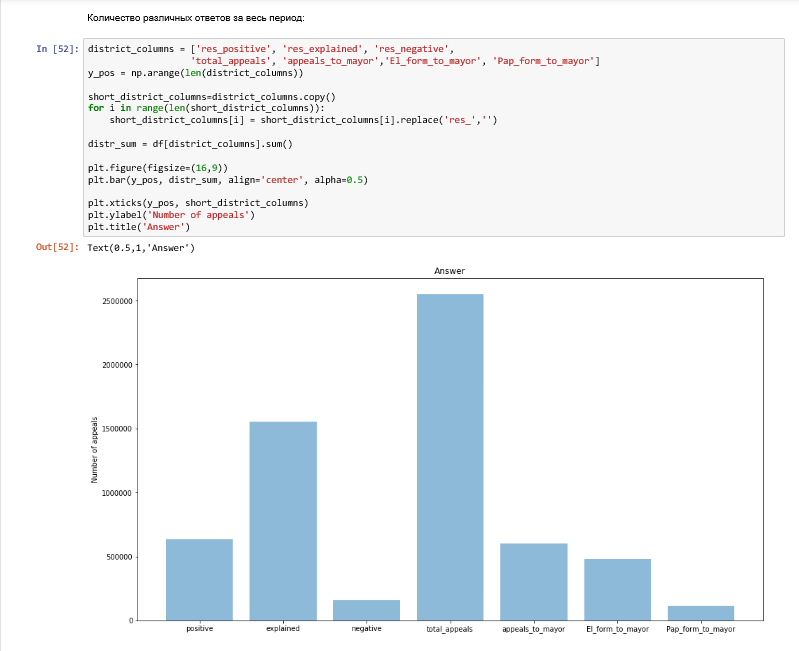 Количество различных ответов за весь период:
In [52]: district_columns = ['res_positive', 'res_explained', 'res_negative',
'total_appeals', 'appeals_to_mayor','El_form_to_mayor', 'Pap_form_to_mayor']
y_pos = np.arange(len(district_columns))
short_district_columns=district_columns.copy()
for i in range(len(short_district_columns)):
short_district_columns[i] = short_district_columns[i].replace('res_','')
distr_sum = df[district_columns].sum()
plt.figure(figsize=(16,9))
plt.bar(y_pos, distr_sum, align='center', alpha=0.5)
plt.xticks(y_pos, short_district_columns)
plt.ylabel('Number of appeals')
plt.title('Answer')
Out[52]: Text(0.5,1,'Answer')
Answer
2500000
2000000
1500000
1000000
500000
0
Number of appeals
positive explained negative total_appeals appeals_to_mayor El_form_to_mayor Pap_form_to_mayor